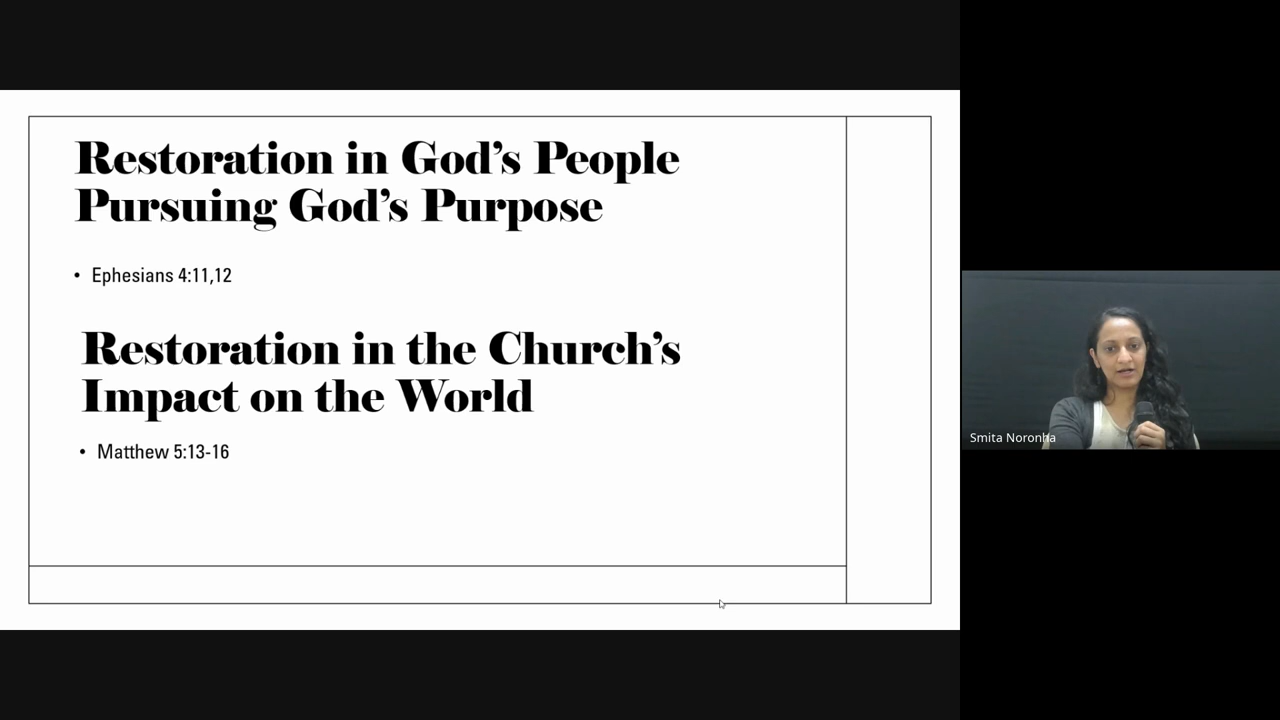 Restoration in God's People
Pursuing God's Purpose
• Ephesians 4:11,12
Restoration in the Church's
Impact on the World
• Matthew 5:13-16
Smita Noronha